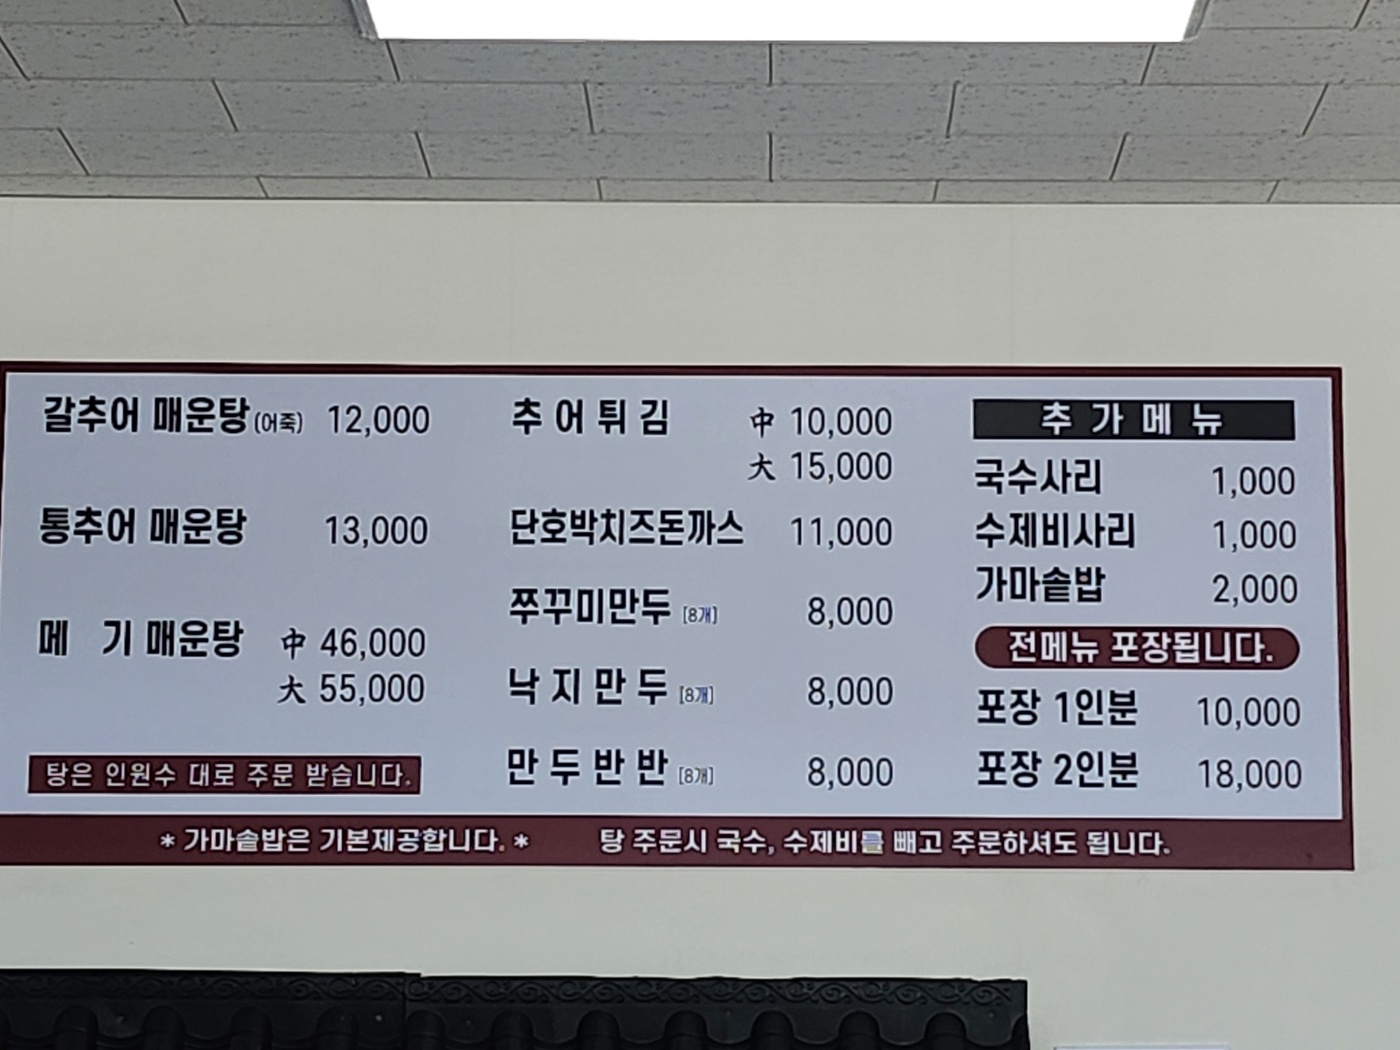 갈추어 매운탕(어죽) 12,000
통추어 매운탕 13,000
메 기 매운탕 中 46,000
大 55,000
탕은 인원수 대로 주문 받습니다.
추 어 튀 김 中 10,000
大 15,000
단호박치즈돈까스 11,000
쭈꾸미만두 [8개] 8,000
낙 지 만 두 [8개] 8,000
만 두 반 반 [8개] 8,000
추 가 메 뉴
국수사리 1,000
수제비사리 1,000
가마솥밥 2,000
전메뉴 포장됩니다.
포장 1인분 10,000
포장 2인분 18,000
* 가마솥밥은 기본제공합니다. * 탕 주문시 국수, 수제비를 빼고 주문하셔도 됩니다.